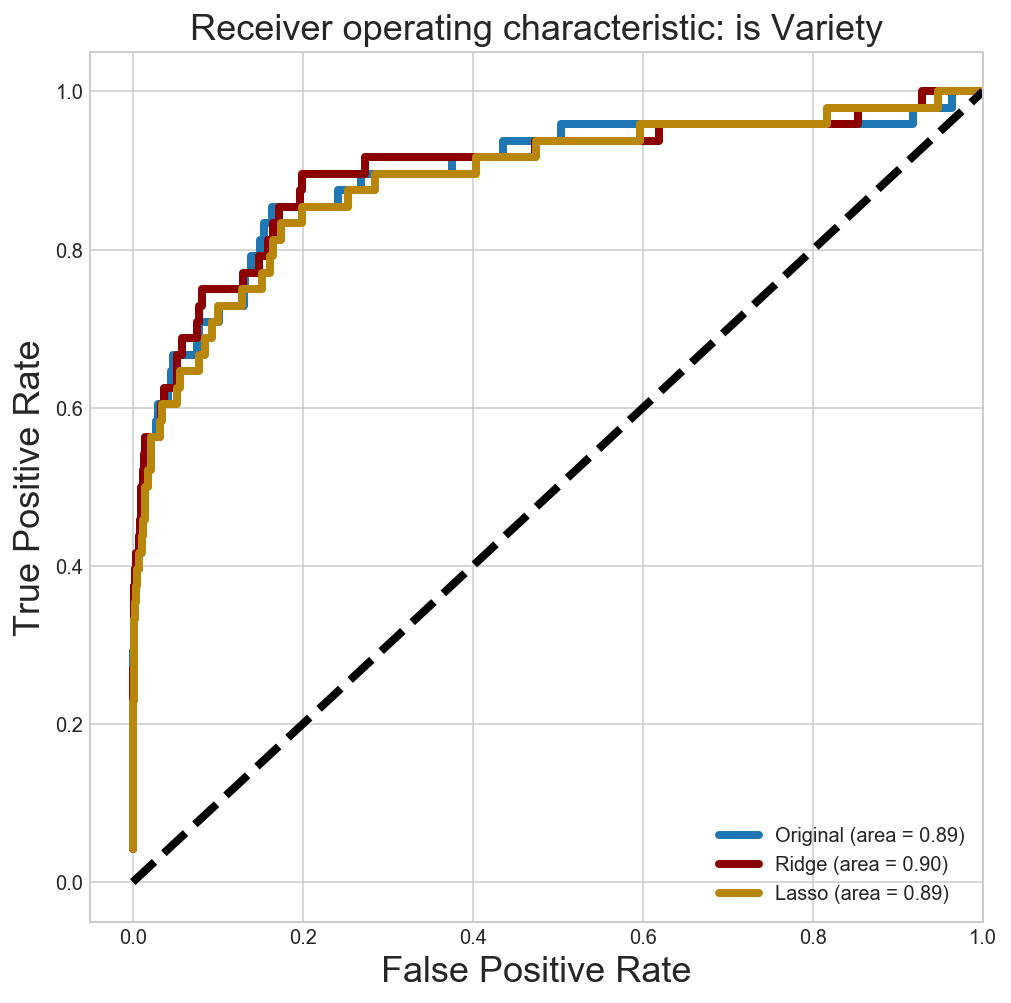 Receiver operating characteristic: is Variety
True Positive Rate
1.0
0.8
0.6
0.4
0.2
0.0
Original (area = 0.89)
Ridge (area = 0.90)
Lasso (area = 0.89)
0.0 0.2 0.4 0.6 0.8 1.0
False Positive Rate